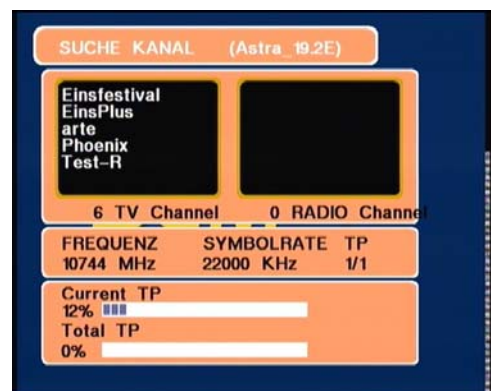 SUCHE KANAL (Astra_19.2E)
Einsfestival
EinsPlus
arte
Phoenix
Test-R
6 TV Channel 0 RADIO Channel
FREQUENZ SYMBOLRATE TP
10744 MHz 22000 KHz 1/1
Current TP
12%
Total TP
0%